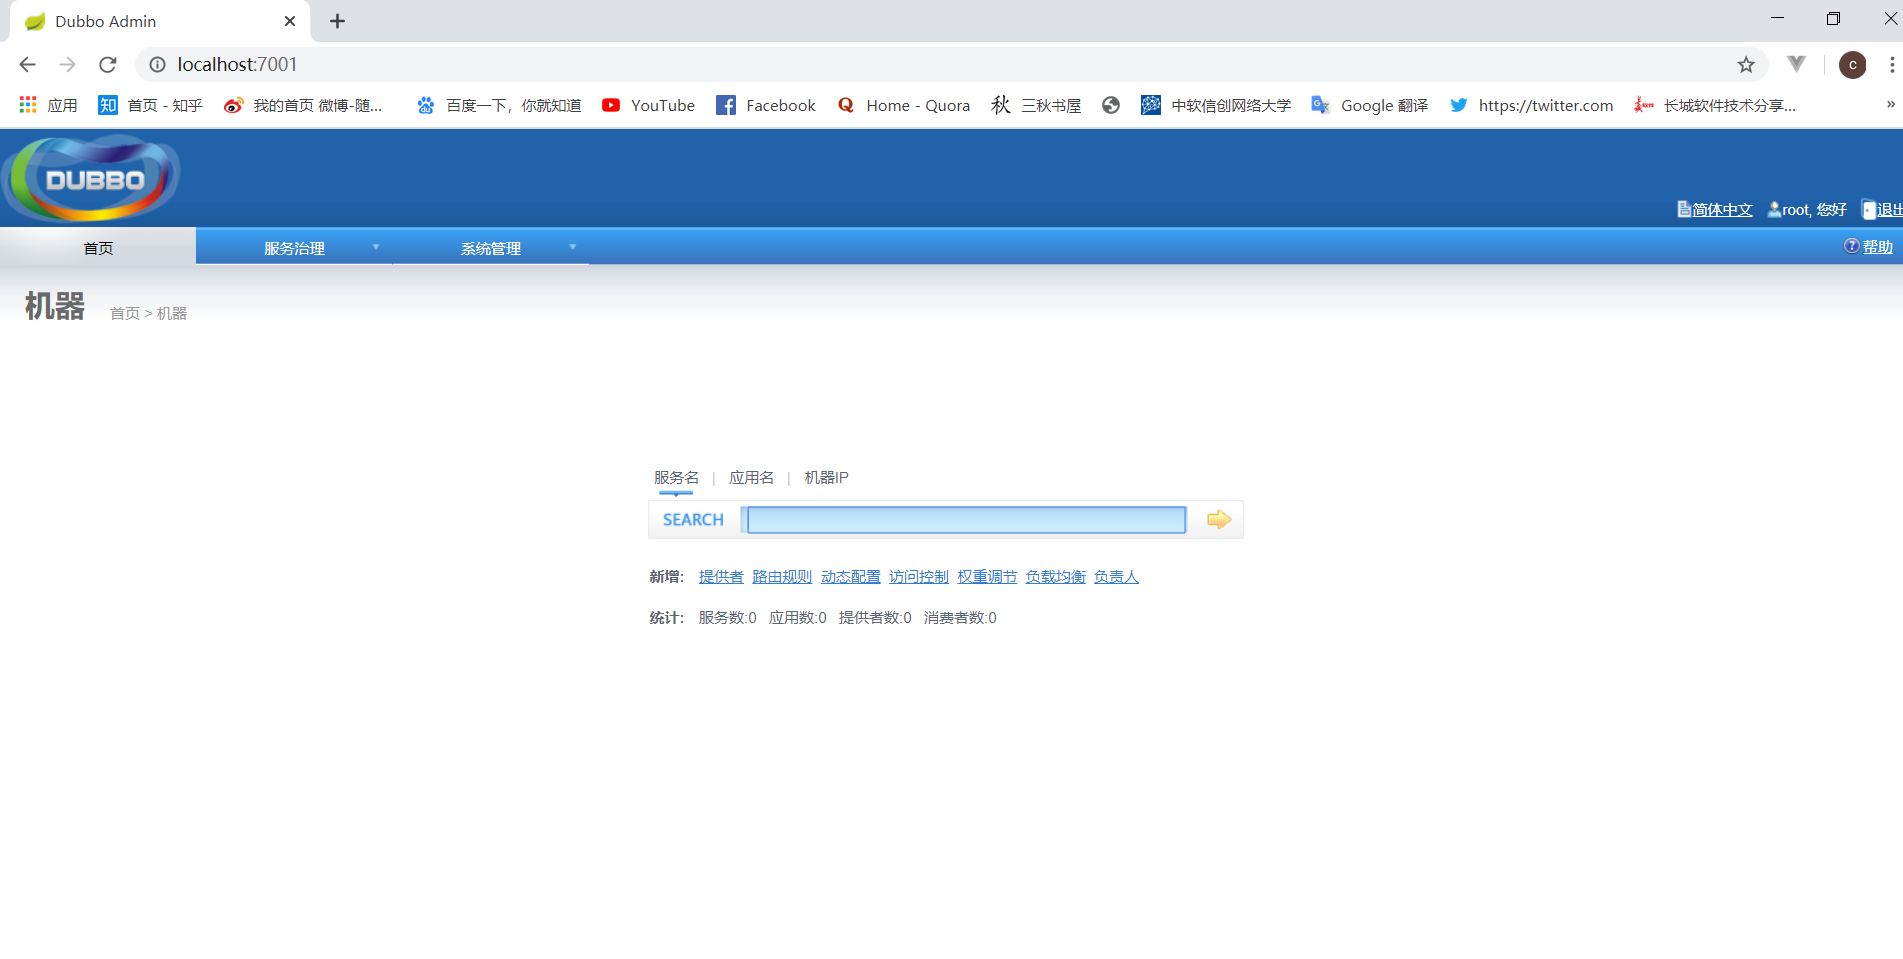 Dubbo Admin
localhost:7001
C
应用 知 首页 - 知乎 我的首页 微博-随... 百度一下，你就知道 YouTube Facebook Q Home - Quora 秋 三秋书屋 中软信创网络大学 Google 翻译 https://twitter.com 长城软件技术分享... »
DUBBO
简体中文 root, 您好 退出
首页 服务治理 系统管理 ? 帮助
机器 首页 > 机器
服务名 | 应用名 | 机器IP
SEARCH
新增: 提供者 路由规则 动态配置 访问控制 权重调节 负载均衡 负责人
统计: 服务数:0 应用数:0 提供者数:0 消费者数:0